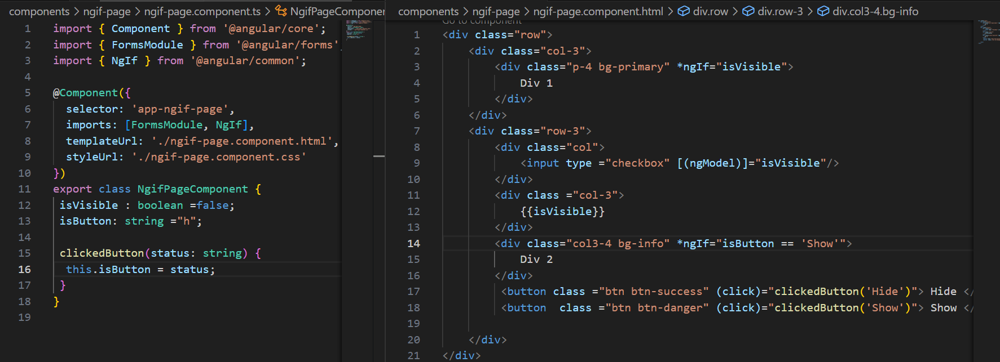 components > ngif-page > ngif-page.component.ts > NgifPageComponen
1 import { Component } from '@angular/core';
2 import { FormsModule } from '@angular/forms'
3 import { NgIf } from '@angular/common';
4
5 @Component({
6 selector: 'app-ngif-page',
7 imports: [FormsModule, NgIf],
8 templateUrl: './ngif-page.component.html',
9 styleUrl: './ngif-page.component.css'
10 })
11 export class NgifPageComponent {
12 isVisible : boolean =false;
13 isButton: string ="h";
14
15 clickedButton(status: string) {
16 this.isButton = status;
17 }
18 }
19
components > ngif-page > ngif-page.component.html > div.row > div.row-3 > div.col3-4.bg-info
Go to component
1 <div class="row">
2 <div class="col-3">
3 <div class="p-4 bg-primary" *ngIf="isVisible">
4 Div 1
5 </div>
6 </div>
7 <div class="row-3">
8 <div class="col">
9 <input type ="checkbox" [(ngModel)]="isVisible"/>
10 </div>
11 <div class ="col-3">
12 {{isVisible}}
13 </div>
14 <div class="col3-4 bg-info" *ngIf="isButton == 'Show'">
15 Div 2
16 </div>
17 <button class ="btn btn-success" (click)="clickedButton('Hide')"> Hide </
18 <button  class ="btn btn-danger" (click)="clickedButton('Show')"> Show </
19
20 </div>
21 </div>